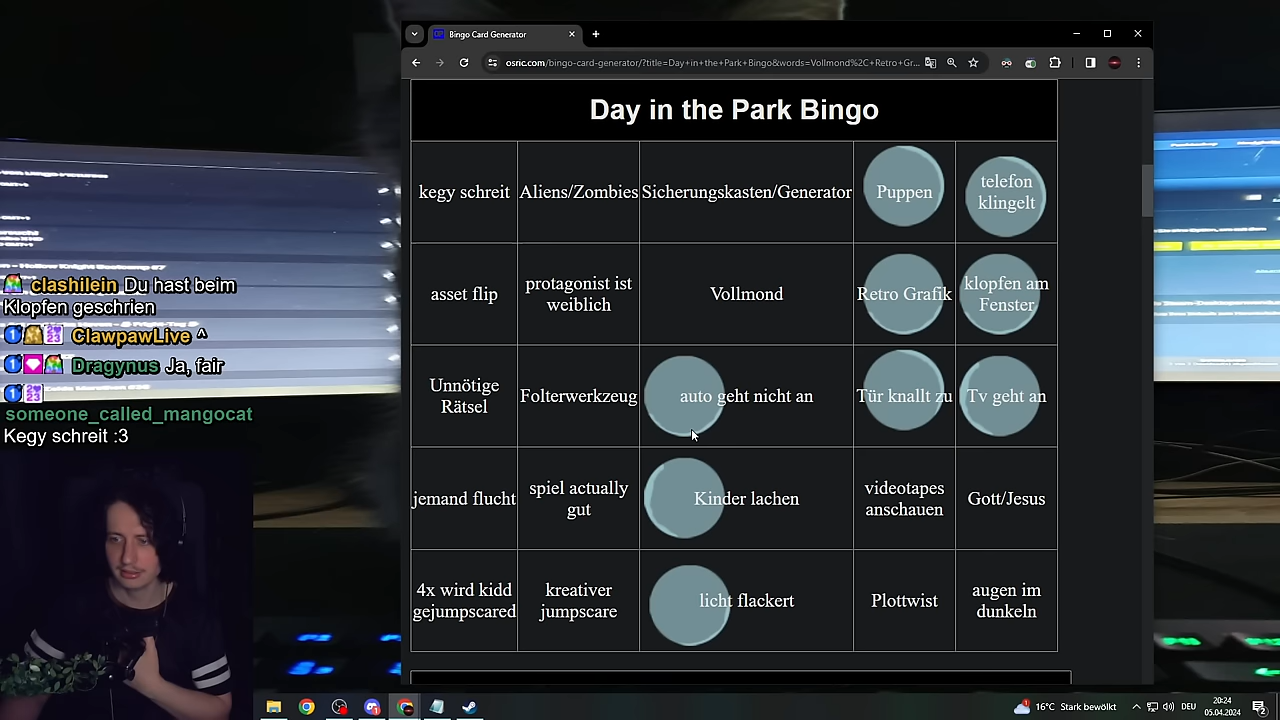 Bingo Card Generator
osric.com/bingo-card-generator/?title=Day+in+the+Park+Bingo&words=Vollmond%2C+Retro+Gr...
Day in the Park Bingo
kegy schreit
Aliens/Zombies
Sicherungskasten/Generator
Puppen
telefon
klingelt
asset flip
protagonist ist
weiblich
Vollmond
Retro Grafik
klopfen am
Fenster
Unnötige
Rätsel
Folterwerkzeug
auto geht nicht an
Tür knallt zu
Tv geht an
jemand flucht
spiel actually
gut
Kinder lachen
videotapes
anschauen
Gott/Jesus
4x wird kidd
gejumpscared
kreativer
jumpscare
licht flackert
Plottwist
augen im
dunkeln
clashilein Du hast beim
Klopfen geschrien
ClawpawLive ^
Dragynus Ja, fair
someone_called_mangocat
Kegy schreit :3
16°C Stark bewölkt
DEU
20:24
05.04.2024